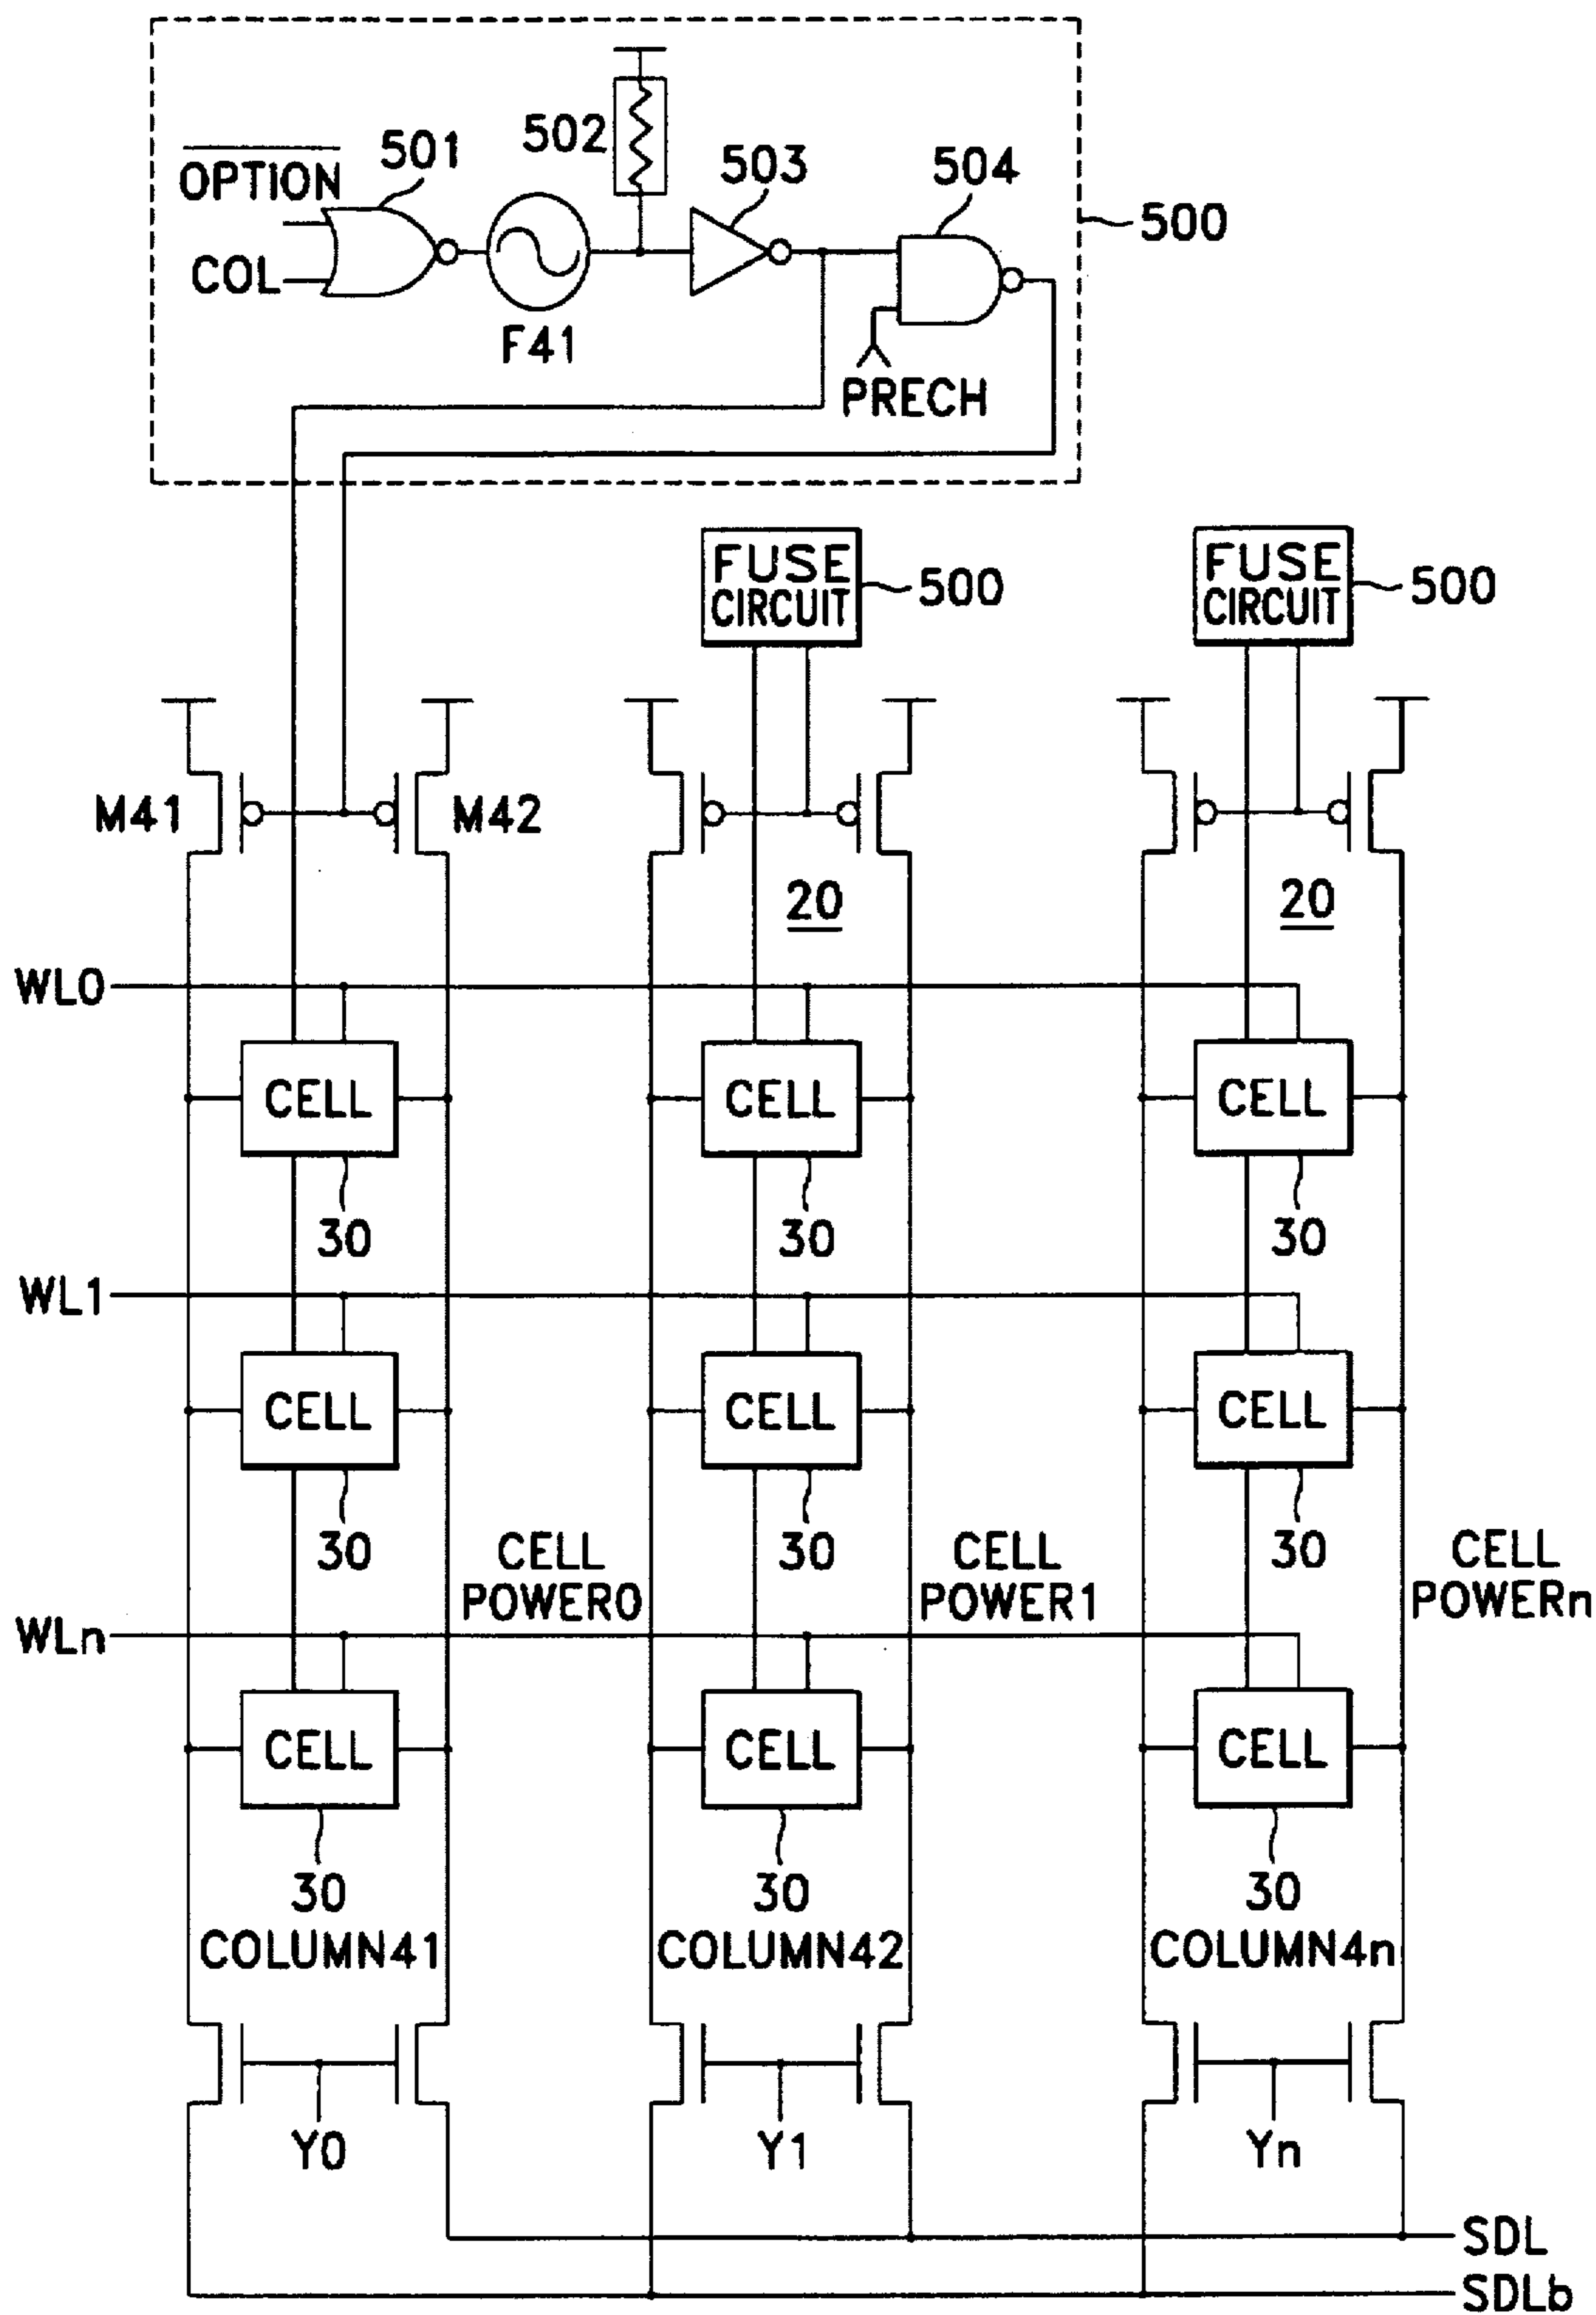 502
501
503
504
OPTION
500
COL
F41
PRECH
FUSE
CIRCUIT
500
FUSE
CIRCUIT
500
M41
M42
20
20
WL0
CELL
CELL
CELL
30
30
30
WL1
CELL
CELL
CELL
30
30
30
CELL
POWER0
CELL
POWER1
CELL
POWERn
WLn
CELL
CELL
CELL
30
30
30
COLUMN41
COLUMN42
COLUMN4n
Y0
Y1
Yn
SDL
SDLb